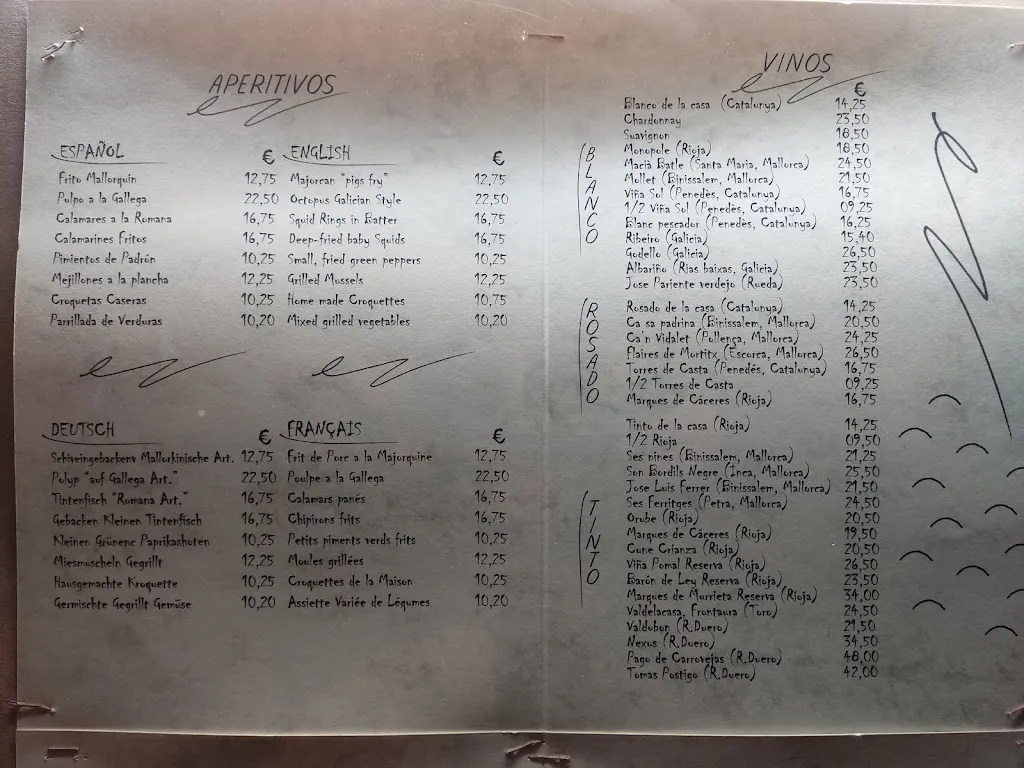 APERITIVOS
ESPAÑOL €
Frito Mallorquin 12,75
Pulpo a la Gallega 22,50
Calamares a la Romana 16,75
Calamarines Fritos 16,75
Pimientos de Padrón 10,25
Mejillones a la plancha 12,25
Croquetas Caseras 10,25
Parrillada de Verduras 10,20
ENGLISH €
Majorcan "pigs fry" 12,75
Octopus Galician Style 22,50
Squid Rings in Batter 16,75
Deep-fried baby Squids 16,75
Small, fried green peppers 10,25
Grilled Mussels 12,25
Home made Croquettes 10,75
Mixed grilled vegetables 10,20
DEUTSCH €
Schiveingebackenv Mallorkinische Art. 12,75
Polyp "auf Gallega Art." 22,50
Tintenfisch "Romana Art." 16,75
Gebacken Kleinen Tintenfisch 16,75
Kleinen Grünenc Paprikashoten 10,25
Miesmuscheln Gegrillt 12,25
Hausgemachte Kroquette 10,25
Germischte Gegrillt Gemüse 10,20
FRANÇAIS €
Frit de Porc a la Majorquine 12,75
Poulpe a la Gallega 22,50
Calamars panés 16,75
Chipirons frits 16,75
Petits piments verds frits 10,25
Moules grillées 12,25
Croquettes de la Maison 10,25
Assiette Variée de Légumes 10,20
VINOS
€
BLANCO
Blanco de la casa (Catalunya) 14,25
Chardonnay 23,50
Suavignon 18,50
Monopole (Rioja) 18,50
Macià Batle (Santa Maria, Mallorca) 24,50
Mollet (Binissalem, Mallorca) 21,50
Viña Sol (Penedès, Catalunya) 16,75
1/2 Viña Sol (Penedès, Catalunya) 09,25
Blanc pescador (Penedès, Catalunya) 16,25
Ribeiro (Galicia) 15,40
Godello (Galicia) 26,50
Albariño (Rias baixas, Galicia) 23,50
Jose Pariente verdejo (Rueda) 23,50
ROSADO
Rosado de la casa (Catalunya) 14,25
Ca sa padrina (Binissalem, Mallorca) 20,50
Ca'n Vidalet (Pollença, Mallorca) 24,25
Flaires de Mortitx (Escorca, Mallorca) 26,50
Torres de Casta (Penedés, Catalunya) 16,75
1/2 Torres de Casta 09,25
Marques de Cáceres (Rioja) 16,75
TINTO
Tinto de la casa (Rioja) 14,25
1/2 Rioja 09,50
Ses nines (Binissalem, Mallorca) 21,25
Son Bordils Negre (Inca, Mallorca) 25,50
Jose Luis Ferrer (Binissalem, Mallorca) 21,50
Ses Ferritges (Petra, Mallorca) 24,50
Orube (Rioja) 20,50
Marques de Cáceres (Rioja) 19,50
Cune Crianza (Rioja) 20,50
Viña Pomal Reserva (Rioja) 26,50
Barón de Ley Reserva (Rioja) 23,50
Marques de Murrieta Reserva (Rioja) 34,00
Valdelacasa, Frontaura (Toro) 24,50
Valdubon (R.Duero) 21,50
Nexus (R.Duero) 34,50
Pago de Carrovejas (R.Duero) 48,00
Tomas Postigo (R.Duero) 42,00